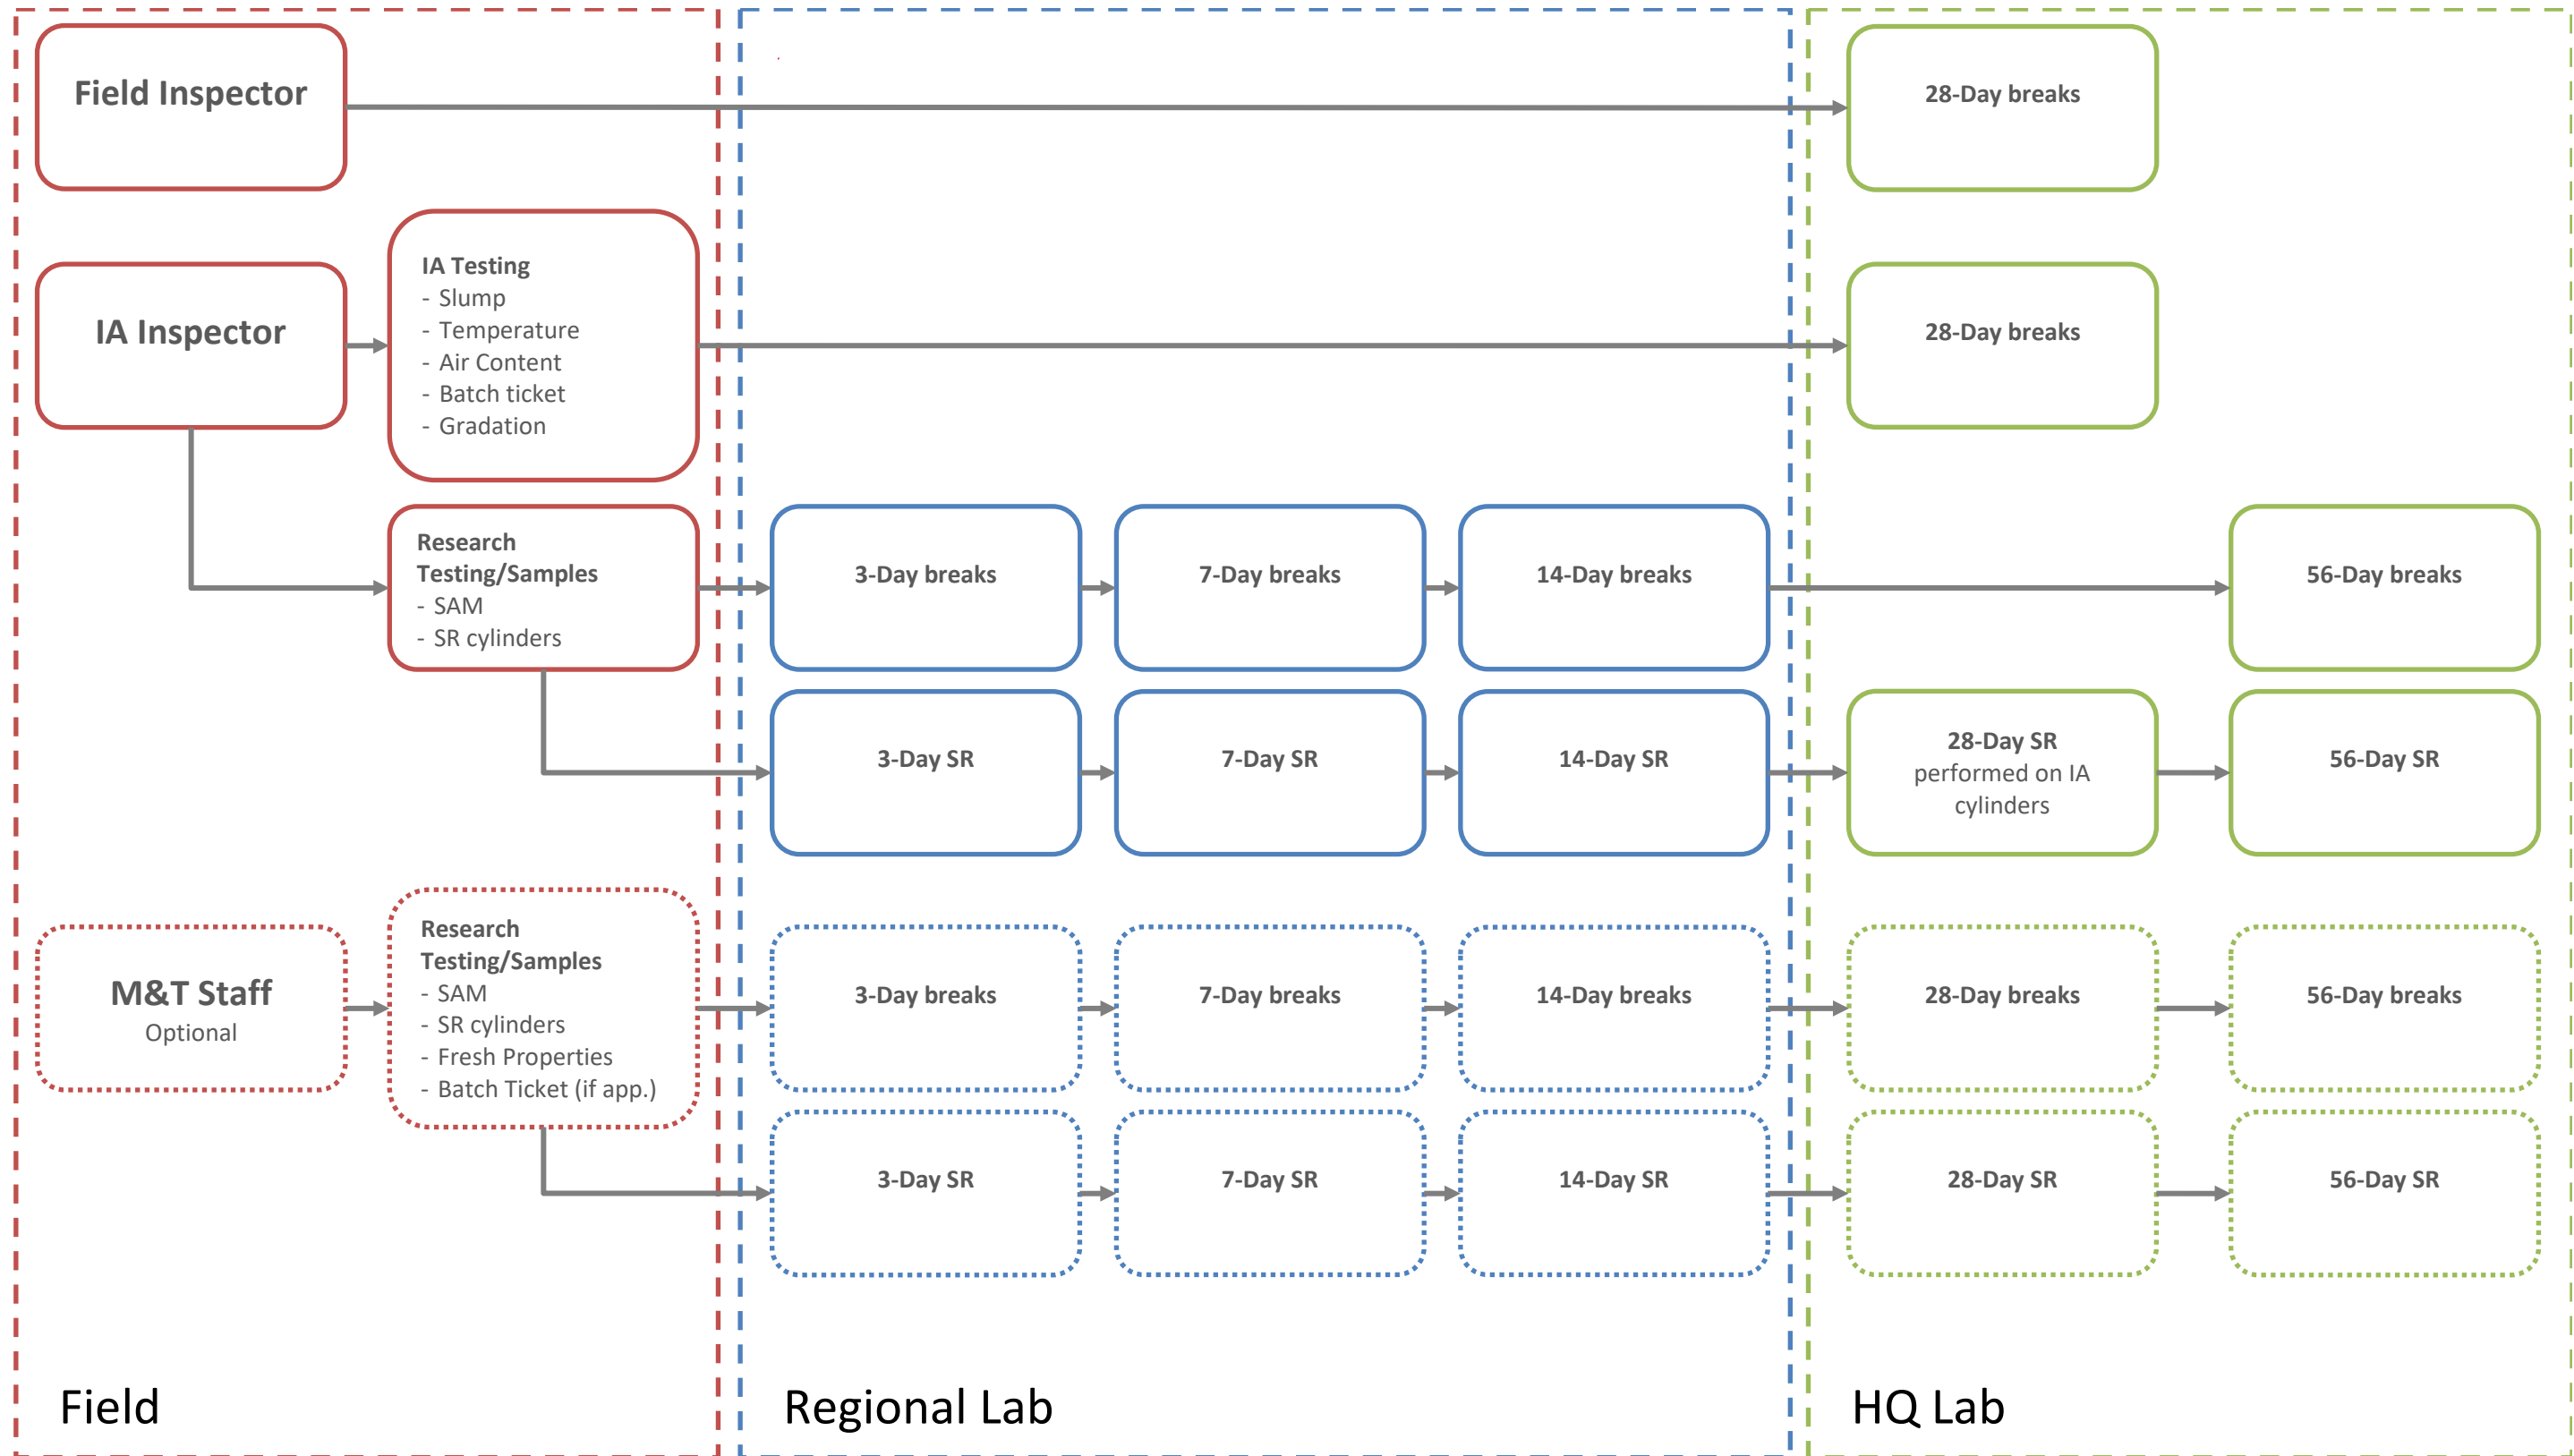 Field Inspector
28-Day breaks
IA Inspector
IA Testing
- Slump
- Temperature
- Air Content
- Batch ticket
- Gradation
28-Day breaks
Research
Testing/Samples
- SAM
- SR cylinders
3-Day breaks
7-Day breaks
14-Day breaks
56-Day breaks
3-Day SR
7-Day SR
14-Day SR
28-Day SR
performed on IA
cylinders
56-Day SR
M&T Staff
Optional
Research
Testing/Samples
- SAM
- SR cylinders
- Fresh Properties
- Batch Ticket (if app.)
3-Day breaks
7-Day breaks
14-Day breaks
28-Day breaks
56-Day breaks
3-Day SR
7-Day SR
14-Day SR
28-Day SR
56-Day SR
Field
Regional Lab
HQ Lab